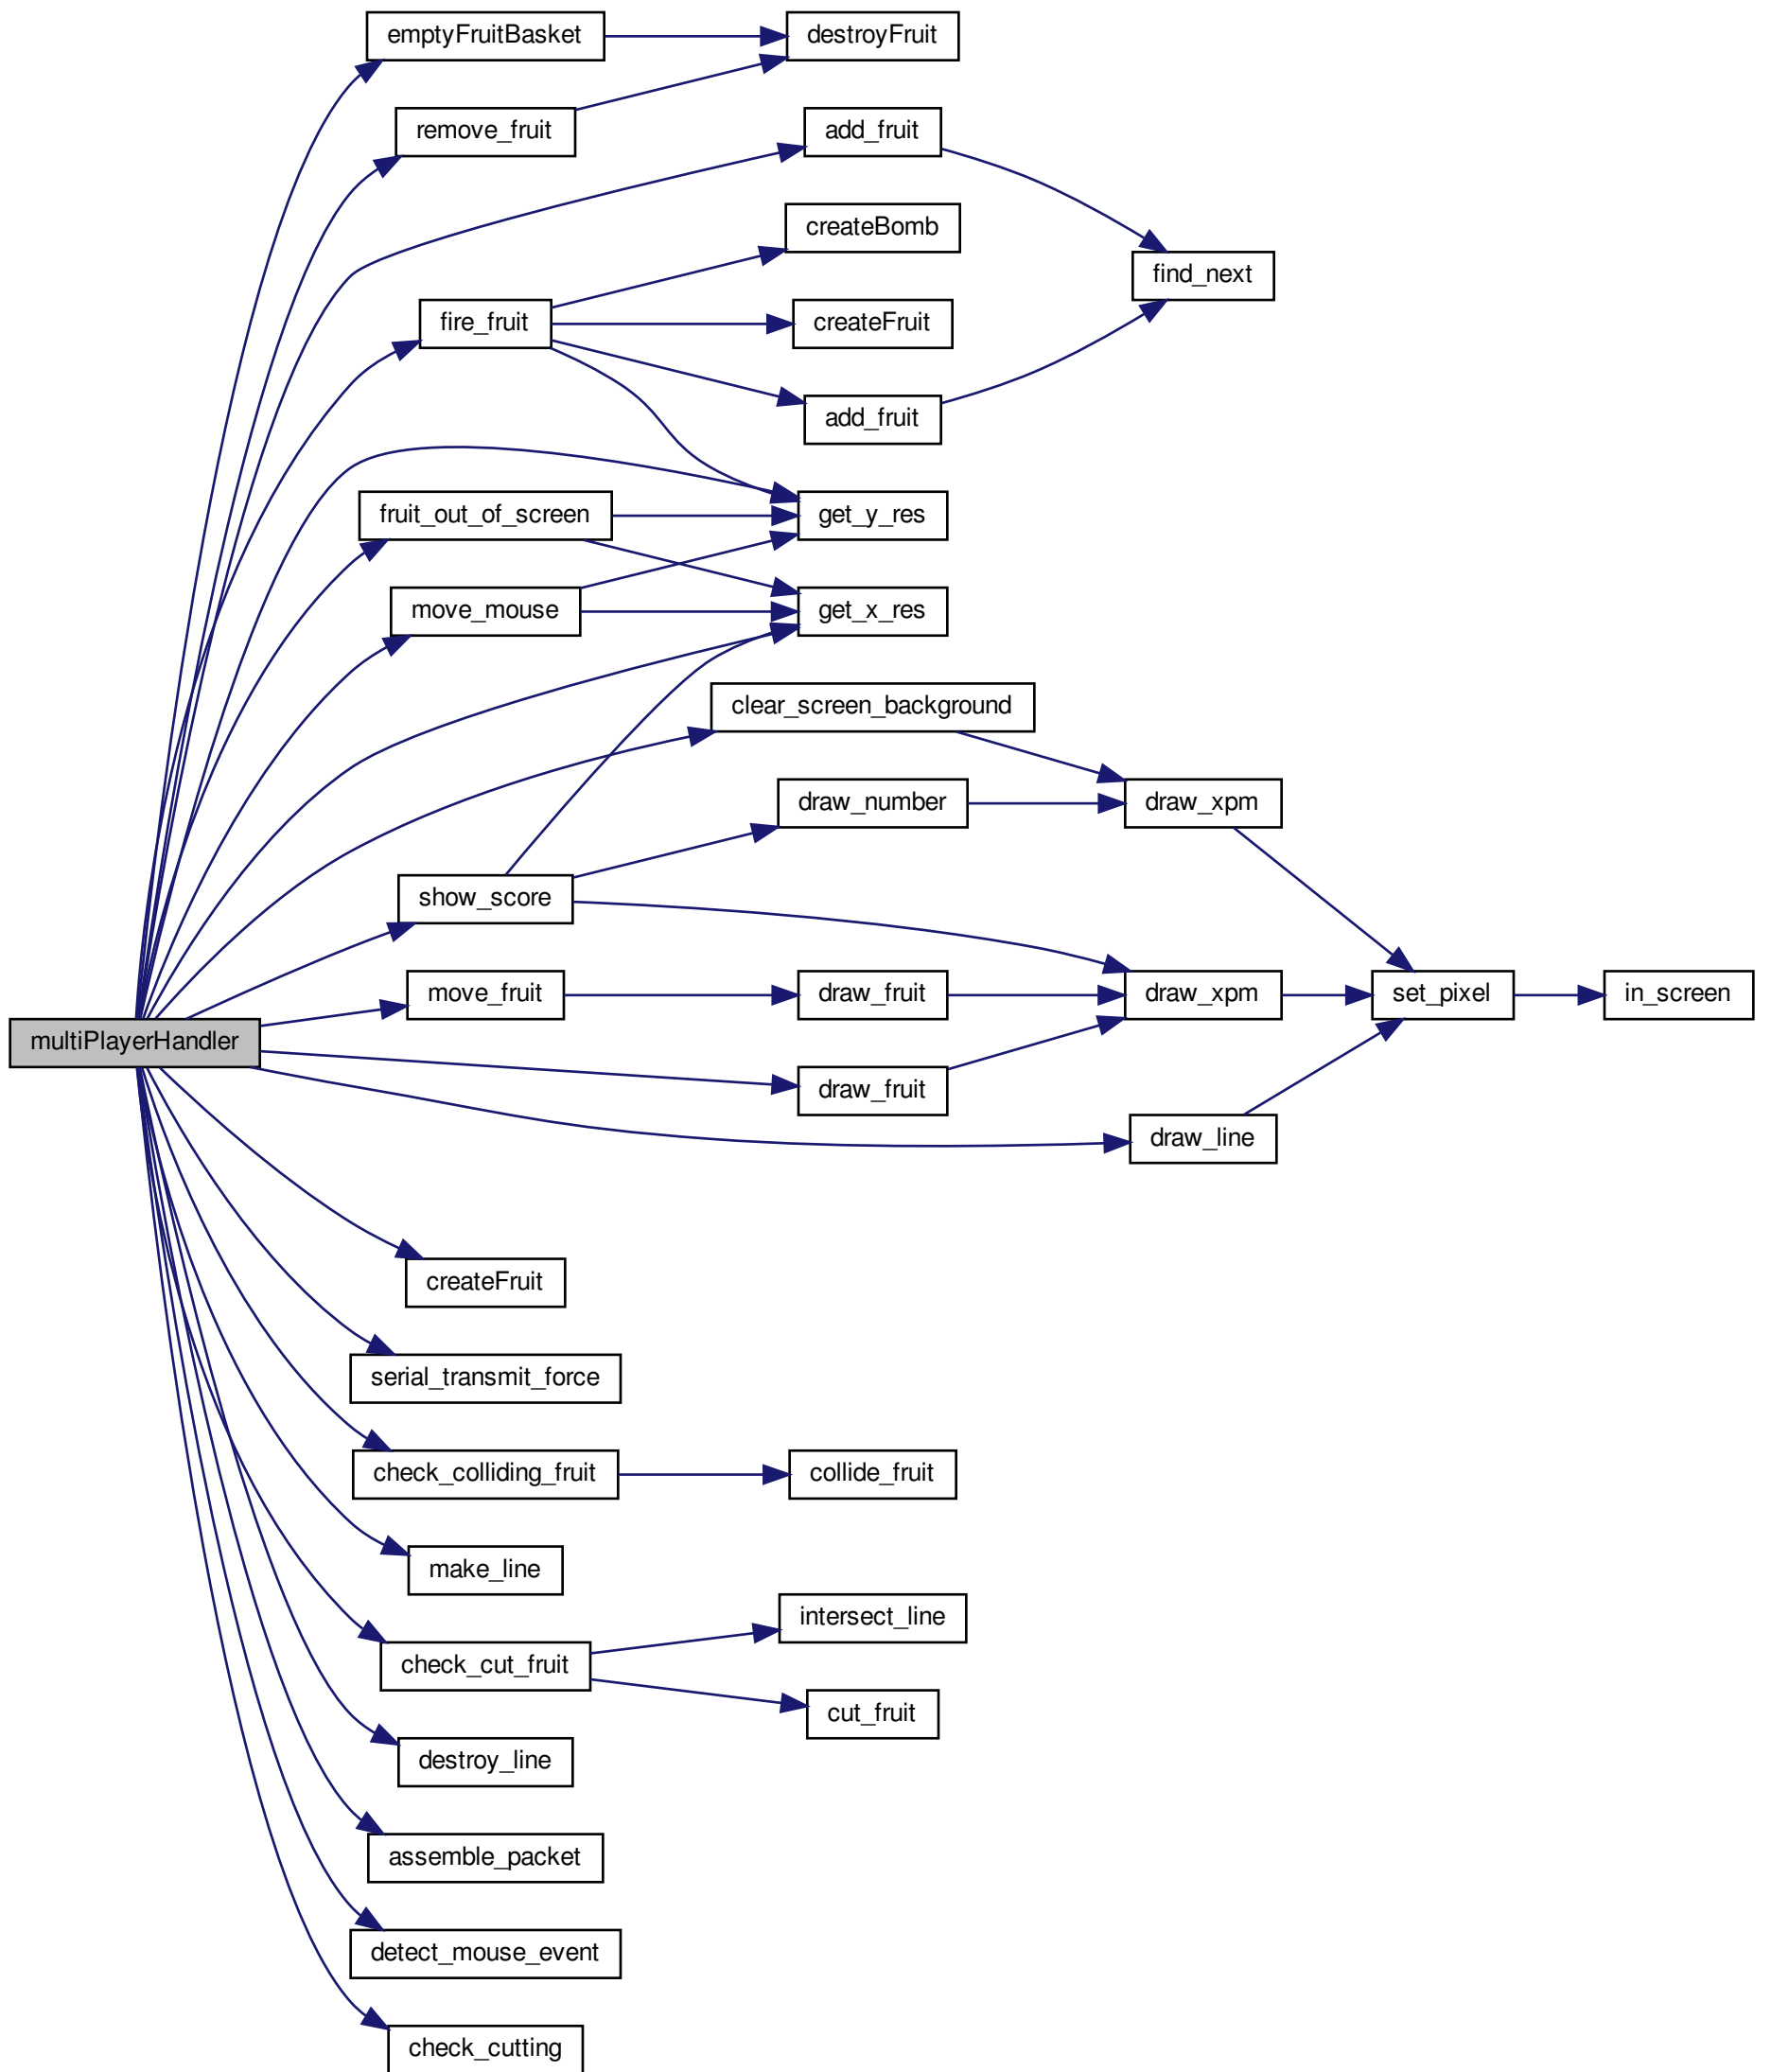 emptyFruitBasket
destroyFruit
remove_fruit
add_fruit
createBomb
find_next
fire_fruit
createFruit
add_fruit
fruit_out_of_screen
get_y_res
move_mouse
get_x_res
clear_screen_background
draw_number
draw_xpm
show_score
move_fruit
draw_fruit
draw_xpm
set_pixel
in_screen
multiPlayerHandler
draw_fruit
draw_line
createFruit
serial_transmit_force
check_colliding_fruit
collide_fruit
make_line
intersect_line
check_cut_fruit
cut_fruit
destroy_line
assemble_packet
detect_mouse_event
check_cutting